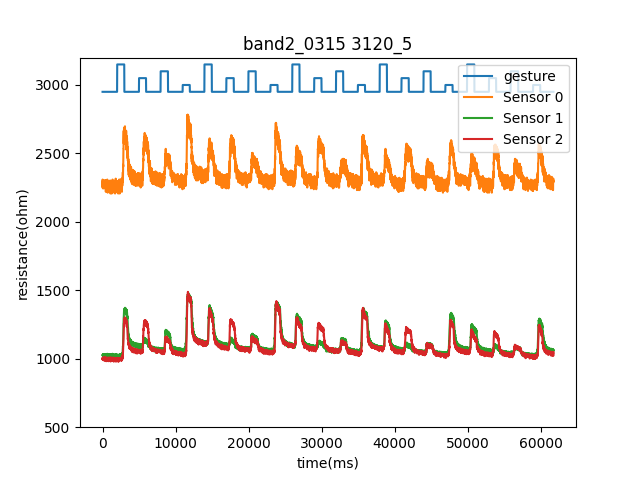 band2_0315 3120_5
gesture
Sensor 0
Sensor 1
Sensor 2
resistance(ohm)
3000
2500
2000
1500
1000
500
0
10000
20000
30000
40000
50000
60000
time(ms)